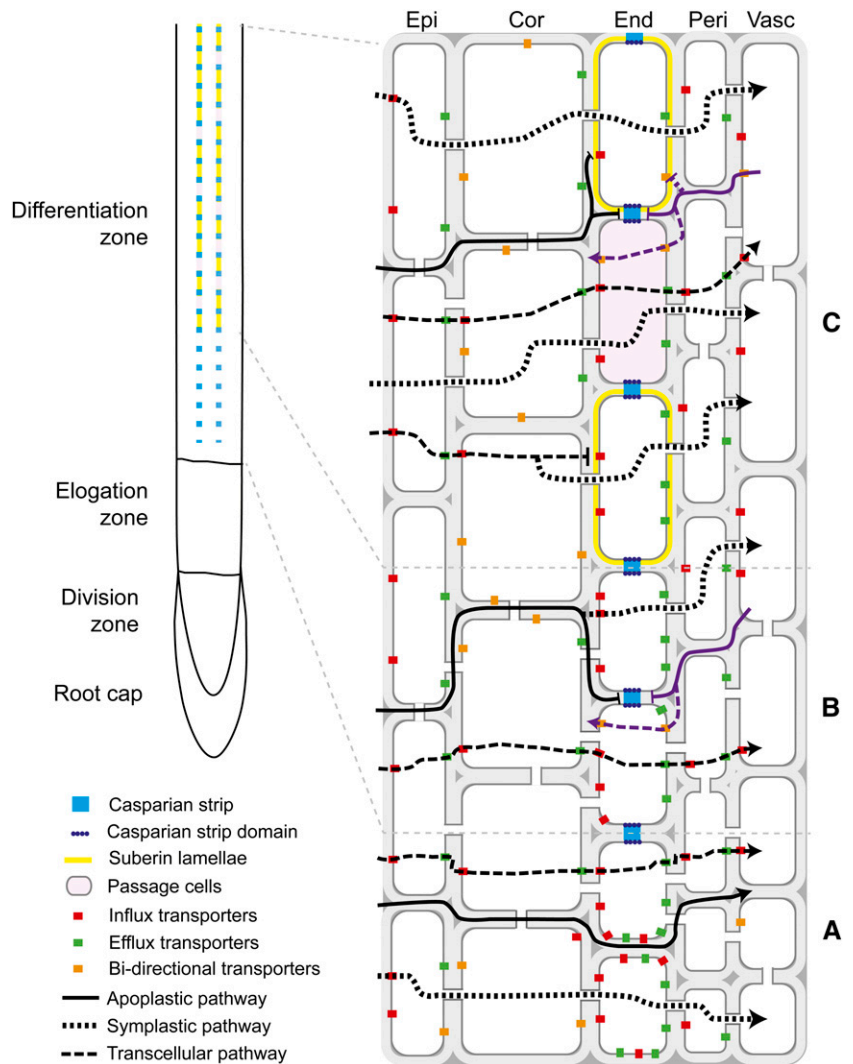 Epi Cor End Peri Vasc
Differentiation
zone
C
Elogation
zone
Division
zone
Root cap
B
Casparian strip
Casparian strip domain
Suberin lamellae
Passage cells
Influx transporters
Efflux transporters
A
Bi-directional transporters
Apoplastic pathway
Symplastic pathway
Transcellular pathway